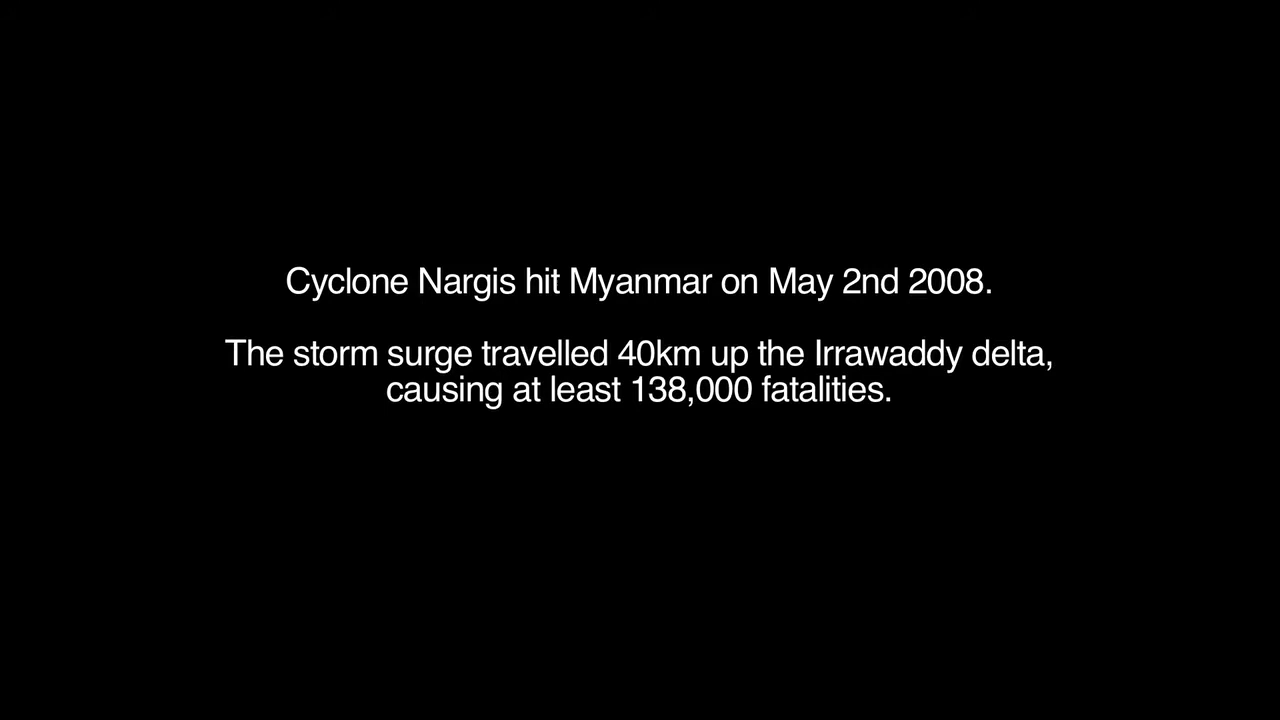 Cyclone Nargis hit Myanmar on May 2nd 2008.
The storm surge travelled 40km up the Irrawaddy delta,
causing at least 138,000 fatalities.